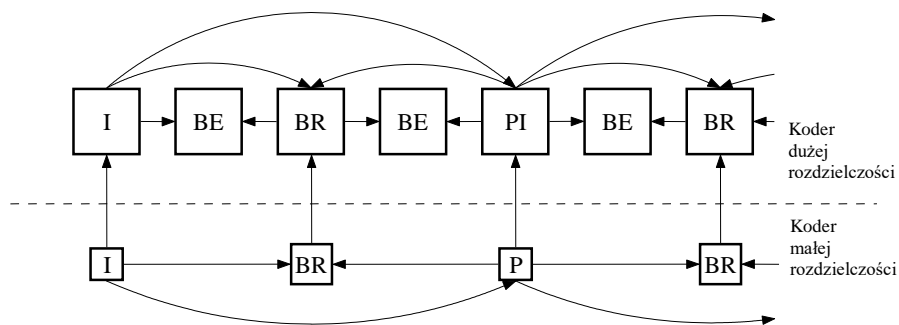 I BE BR BE PI BE BR
Koder
dużej
rozdzielczości
Koder
małej
rozdzielczości
I BR P BR